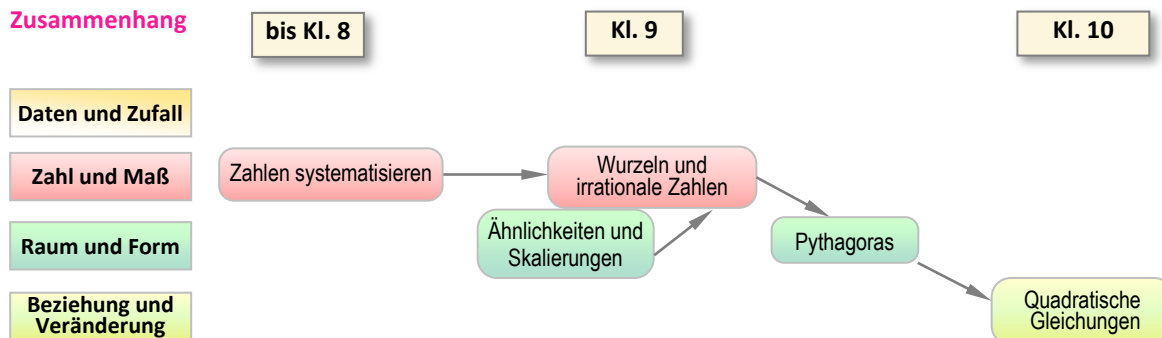 Zusammenhang
bis Kl. 8
Kl. 9
Kl. 10
Daten und Zufall
Zahl und Maß
Zahlen systematisieren
Wurzeln und
irrationale Zahlen
Raum und Form
Ähnlichkeiten und
Skalierungen
Pythagoras
Beziehung und
Veränderung
Quadratische
Gleichungen